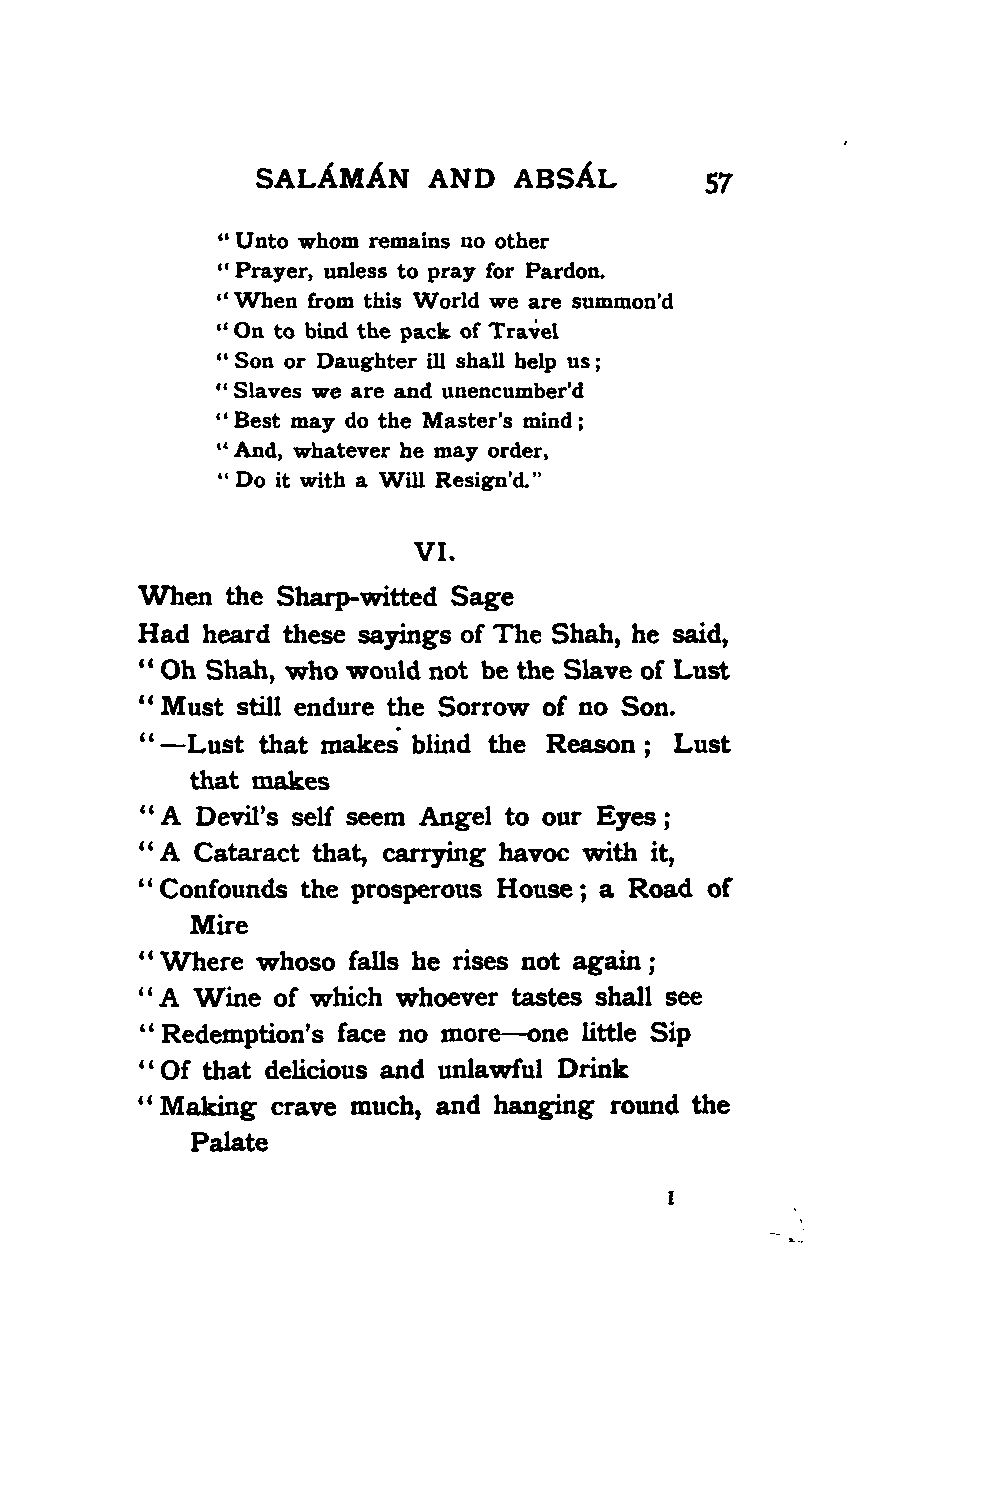 SALÁMÁN AND ABSÁL 57
“Unto whom remains no other
“Prayer, unless to pray for Pardon.
“When from this World we are summon'd
“On to bind the pack of Travel
“Son or Daughter ill shall help us;
“Slaves we are and unencumber'd
“Best may do the Master's mind;
“And, whatever he may order,
“Do it with a Will Resign'd.”
VI.
When the Sharp-witted Sage
Had heard these sayings of The Shah, he said,
“Oh Shah, who would not be the Slave of Lust
“Must still endure the Sorrow of no Son.
“—Lust that makes blind the Reason; Lust
that makes
“A Devil's self seem Angel to our Eyes;
“A Cataract that, carrying havoc with it,
“Confounds the prosperous House; a Road of
Mire
“Where whoso falls he rises not again;
“A Wine of which whoever tastes shall see
“Redemption's face no more—one little Sip
“Of that delicious and unlawful Drink
“Making crave much, and hanging round the
Palate
I